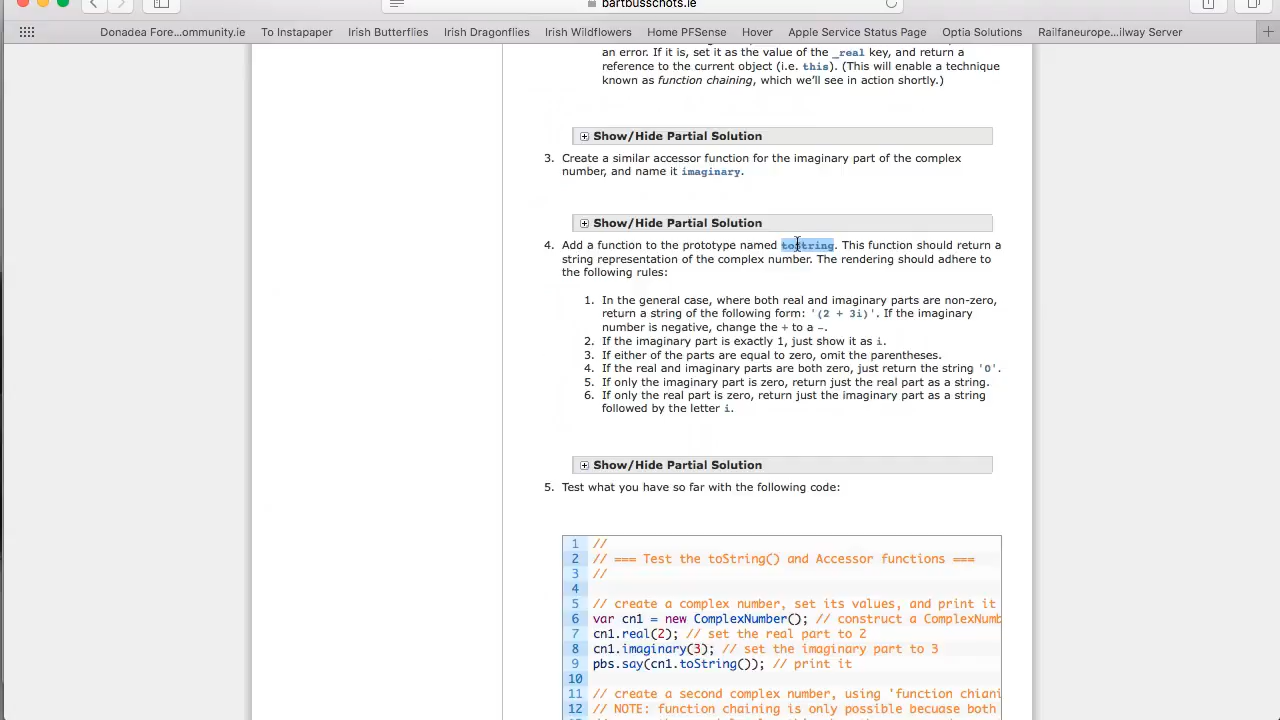 bartbusschots.ie
Donadea Fore...ommunity.ie To Instapaper Irish Butterflies Irish Dragonflies Irish Wildflowers Home PFSense Hover Apple Service Status Page Optia Solutions Railfaneurope...ilway Server
an error. If it is, set it as the value of the _real key, and return a
reference to the current object (i.e. this). (This will enable a technique
known as function chaining, which we'll see in action shortly.)
Show/Hide Partial Solution
3. Create a similar accessor function for the imaginary part of the complex
number, and name it imaginary.
Show/Hide Partial Solution
4. Add a function to the prototype named toString. This function should return a
string representation of the complex number. The rendering should adhere to
the following rules:
1. In the general case, where both real and imaginary parts are non-zero,
return a string of the following form: '(2 + 3i)'. If the imaginary
number is negative, change the + to a -.
2. If the imaginary part is exactly 1, just show it as i.
3. If either of the parts are equal to zero, omit the parentheses.
4. If the real and imaginary parts are both zero, just return the string '0'.
5. If only the imaginary part is zero, return just the real part as a string.
6. If only the real part is zero, return just the imaginary part as a string
followed by the letter i.
Show/Hide Partial Solution
5. Test what you have so far with the following code:
1 //
2 // === Test the toString() and Accessor functions ===
3 //
4
5 // create a complex number, set its values, and print it
6 var cn1 = new ComplexNumber(); // construct a ComplexNumb
7 cn1.real(2); // set the real part to 2
8 cn1.imaginary(3); // set the imaginary part to 3
9 pbs.say(cn1.toString()); // print it
10
11 // create a second complex number, using 'function chiani
12 // NOTE: function chaining is only possible becuase both